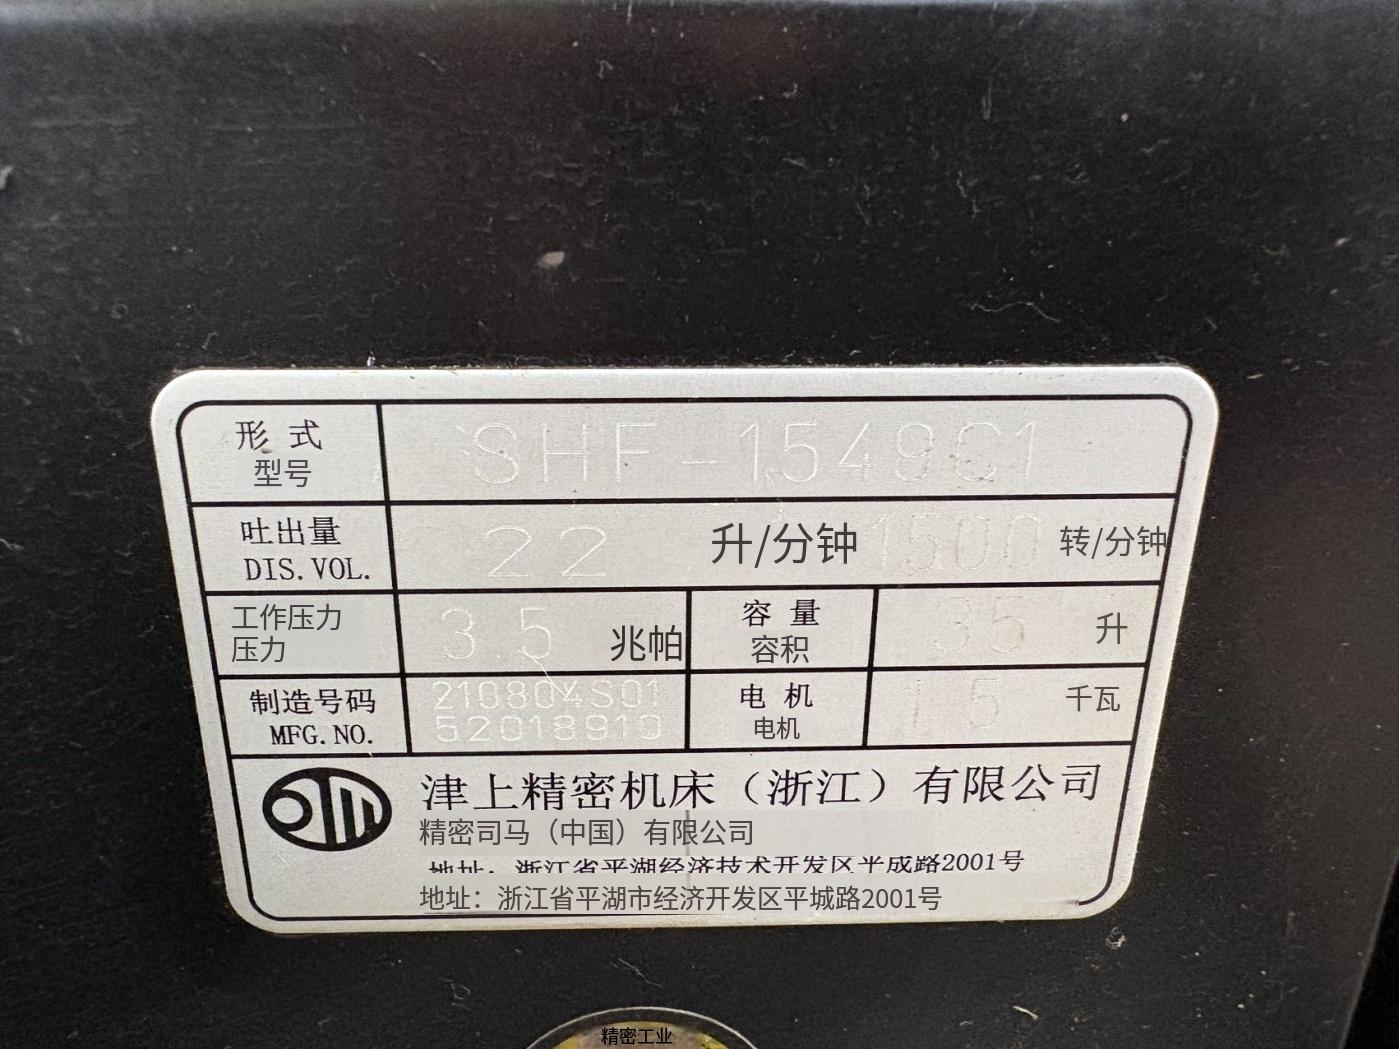 形 式
型号
SHF-1549C1
吐出量
DIS.VOL.
22 升/分钟 1500 转/分钟
工作压力
压力
3.5 兆帕
容 量
容积
35 升
制造号码
MFG.NO.
210804S01
52018910
电 机
电机
1.5 千瓦
津上精密机床（浙江）有限公司
精密司马（中国）有限公司
地址：浙江省平湖经济技术开发区平成路2001号
地址：浙江省平湖市经济开发区平城路2001号
精密工业